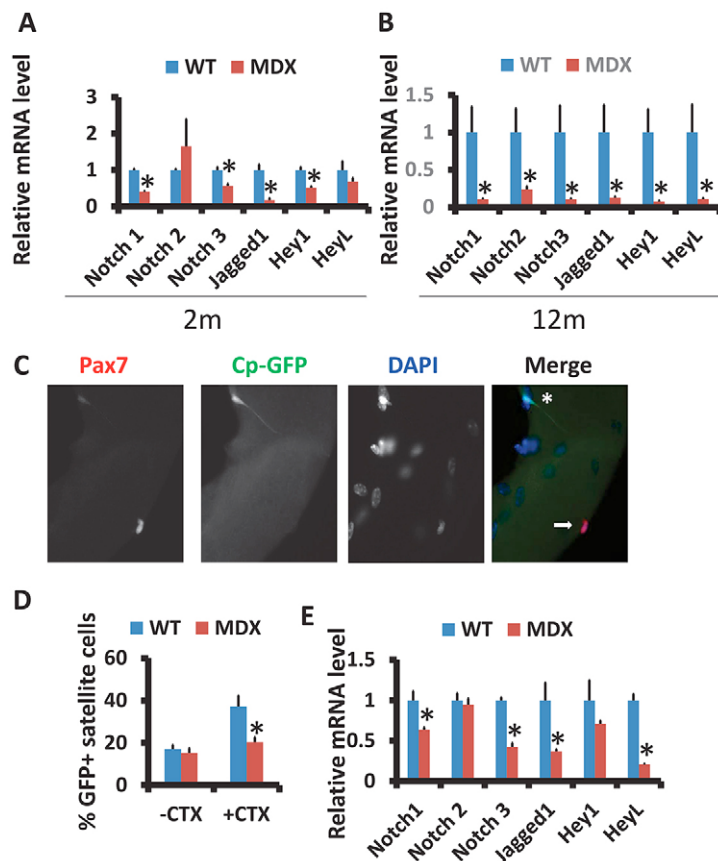 A
WT MDX
Relative mRNA level
3
2
1
0
* * * *
Notch 1 Notch 2 Notch 3 Jagged1 Hey1 HeyL
2m
B
WT MDX
Relative mRNA level
1.5
1
0.5
0
* * * * * *
Notch1 Notch2 Notch3 Jagged1 Hey1 HeyL
12m
C
Pax7 Cp-GFP DAPI Merge
*
D
WT MDX
% GFP+ satellite cells
60
40
20
0
*
-CTX +CTX
E
WT MDX
Relative mRNA level
1.5
1
0.5
0
* * * *
Notch1 Notch 2 Notch 3 Jagged1 Hey1 HeyL